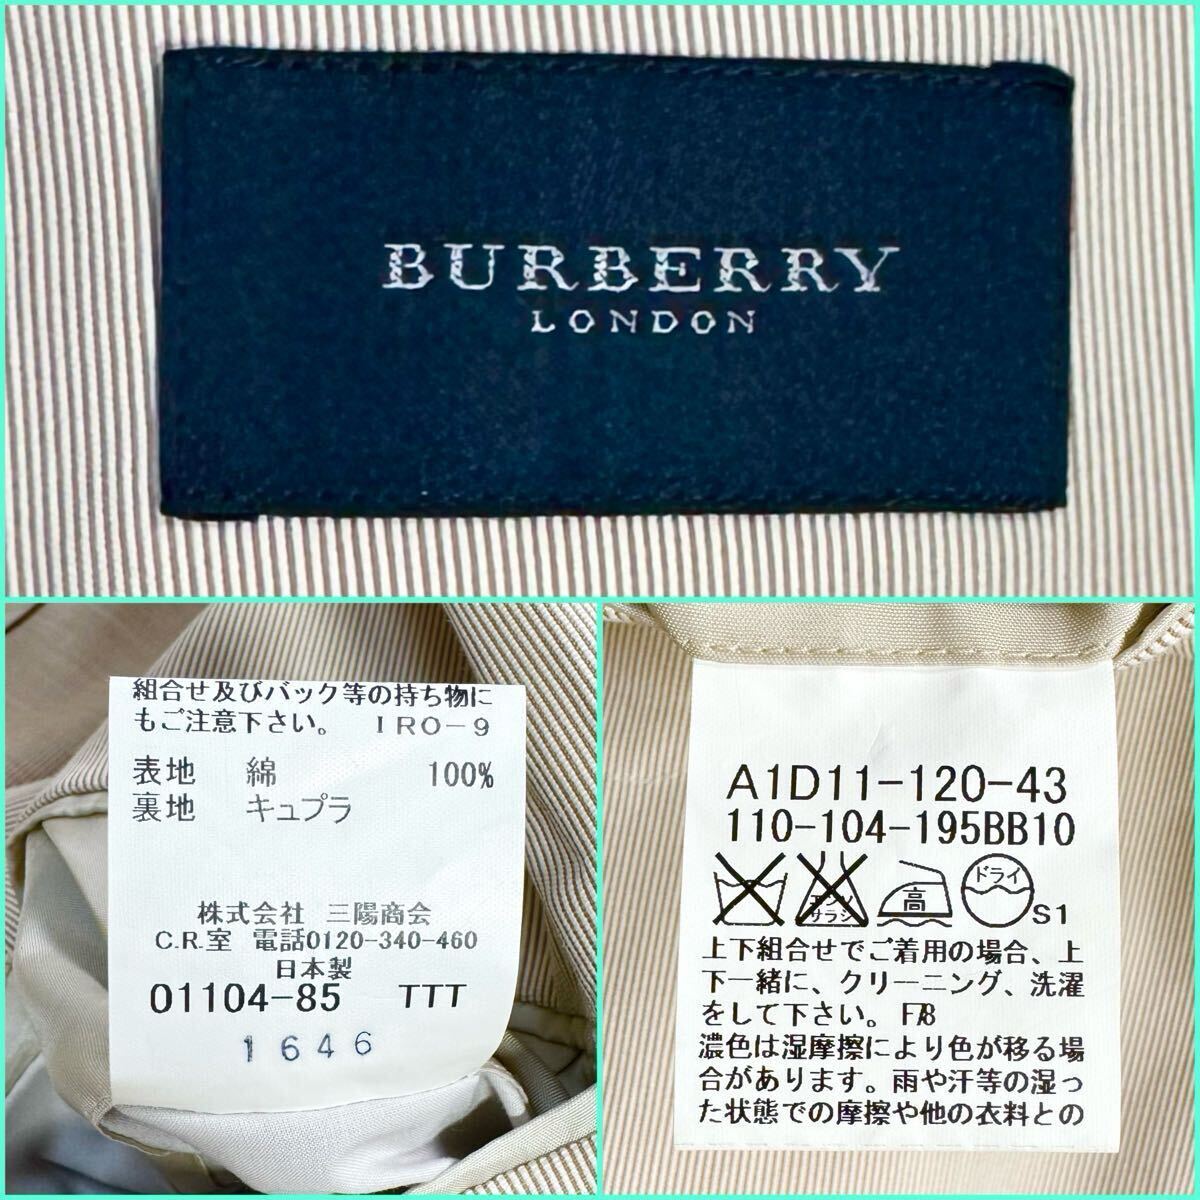 BURBERRY
LONDON
組合せ及びバック等の持ち物に
もご注意下さい。 IRO-9
表地 綿 100%
裏地 キュプラ
株式会社 三陽商会
C.R.室 電話0120-340-460
日本製
01104-85 TTT
1646
A1D11-120-43
110-104-195BB10
エンソ
サラシ
高
ドライ
S1
上下組合せでご着用の場合、上
下一緒に、クリーニング、洗濯
をして下さい。 F/8
濃色は湿摩擦により色が移る場
合があります。雨や汗等の湿っ
た状態での摩擦や他の衣料との